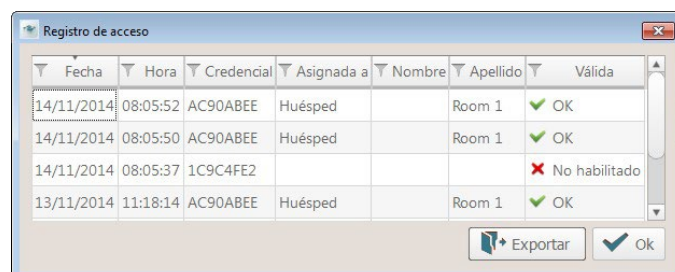 Registro de acceso
Fecha Hora Credencial Asignada a Nombre Apellido Válida
14/11/2014 08:05:52 AC90ABEE Huésped Room 1 OK
14/11/2014 08:05:50 AC90ABEE Huésped Room 1 OK
14/11/2014 08:05:37 1C9C4FE2 No habilitado
13/11/2014 11:18:14 AC90ABEE Huésped Room 1 OK
Exportar Ok